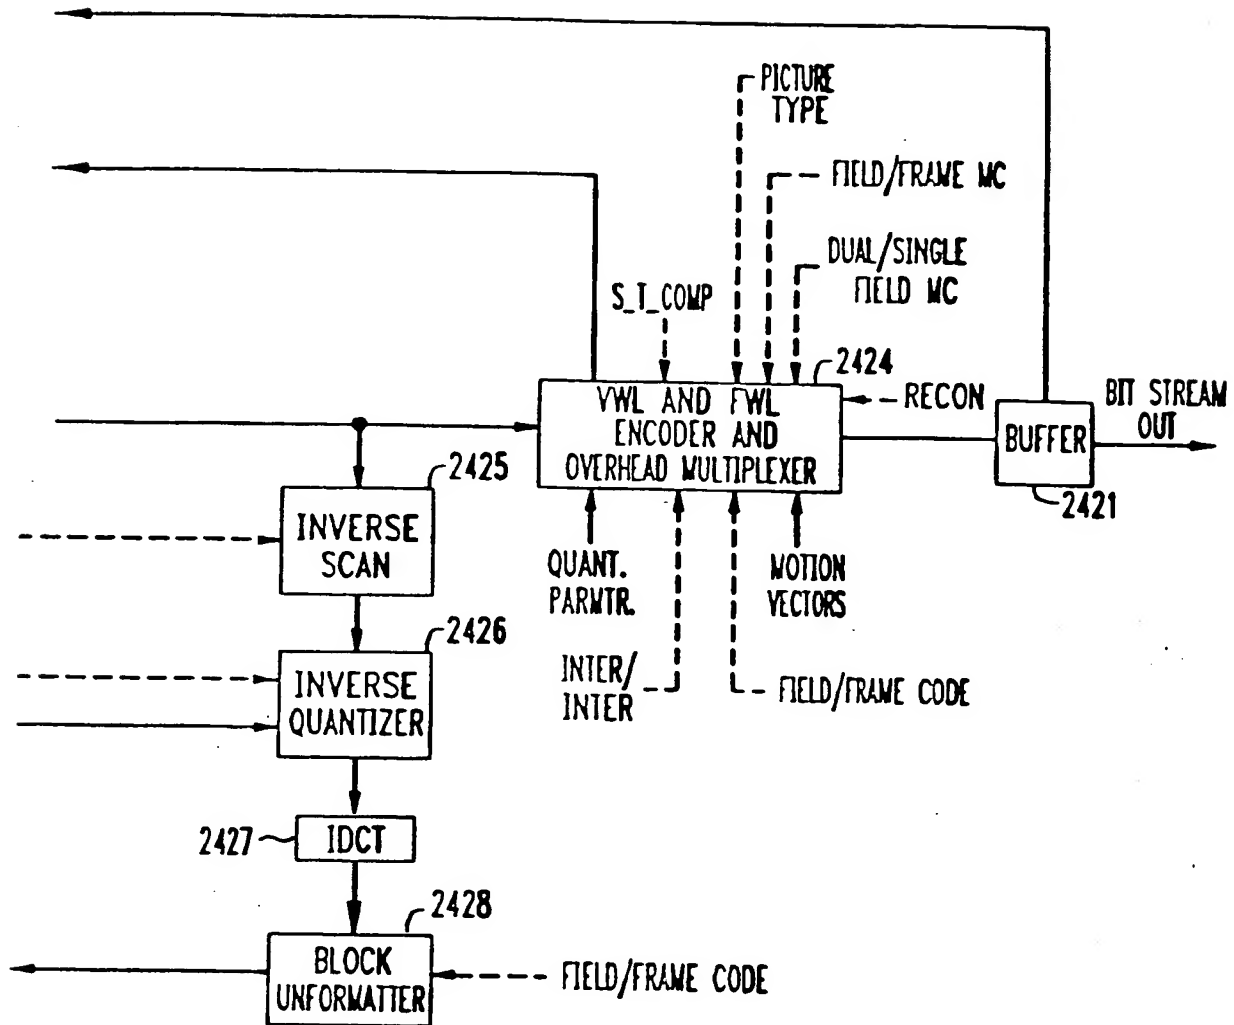 PICTURE
TYPE
FIELD/FRAME MC
DUAL/SINGLE
FIELD MC
S_T_COMP
2424
RECON
VWL AND FWL
ENCODER AND
OVERHEAD MULTIPLEXER
BUFFER
2421
BIT STREAM
OUT
2425
INVERSE
SCAN
QUANT.
PARMTR.
MOTION
VECTORS
INTER/
INTER
FIELD/FRAME CODE
2426
INVERSE
QUANTIZER
2427
IDCT
2428
BLOCK
UNFORMATTER
FIELD/FRAME CODE